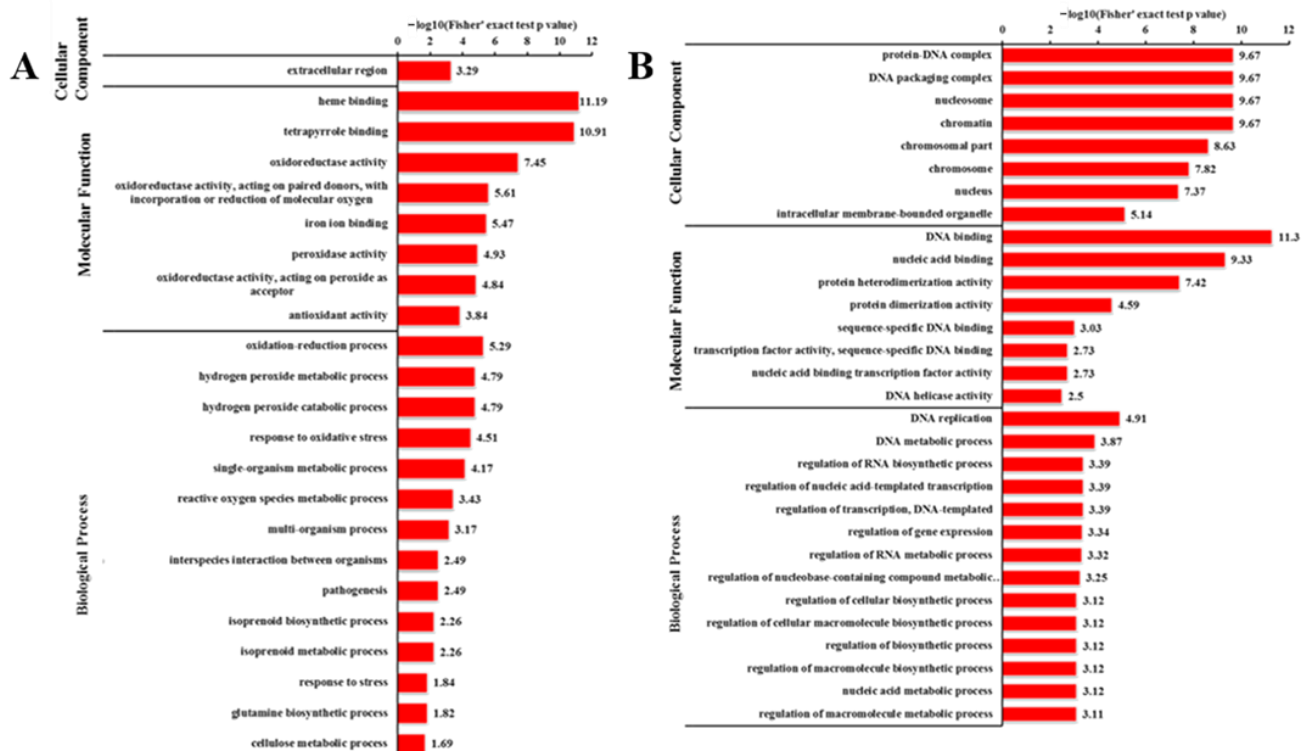 A
−log10(Fisher' exact test p value)
0 2 4 6 8 10 12
Cellular
Component
extracellular region 3.29
Molecular Function
heme binding 11.19
tetrapyrrole binding 10.91
oxidoreductase activity 7.45
oxidoreductase activity, acting on paired donors, with
incorporation or reduction of molecular oxygen 5.61
iron ion binding 5.47
peroxidase activity 4.93
oxidoreductase activity, acting on peroxide as
acceptor 4.84
antioxidant activity 3.84
Biological Process
oxidation-reduction process 5.29
hydrogen peroxide metabolic process 4.79
hydrogen peroxide catabolic process 4.79
response to oxidative stress 4.51
single-organism metabolic process 4.17
reactive oxygen species metabolic process 3.43
multi-organism process 3.17
interspecies interaction between organisms 2.49
pathogenesis 2.49
isoprenoid biosynthetic process 2.26
isoprenoid metabolic process 2.26
response to stress 1.84
glutamine biosynthetic process 1.82
cellulose metabolic process 1.69
B
−log10(Fisher' exact test p value)
0 2 4 6 8 10 12
Cellular Component
protein-DNA complex 9.67
DNA packaging complex 9.67
nucleosome 9.67
chromatin 9.67
chromosomal part 8.63
chromosome 7.82
nucleus 7.37
intracellular membrane-bounded organelle 5.14
Molecular Function
DNA binding 11.3
nucleic acid binding 9.33
protein heterodimerization activity 7.42
protein dimerization activity 4.59
sequence-specific DNA binding 3.03
transcription factor activity, sequence-specific DNA binding 2.73
nucleic acid binding transcription factor activity 2.73
DNA helicase activity 2.5
Biological Process
DNA replication 4.91
DNA metabolic process 3.87
regulation of RNA biosynthetic process 3.39
regulation of nucleic acid-templated transcription 3.39
regulation of transcription, DNA-templated 3.39
regulation of gene expression 3.34
regulation of RNA metabolic process 3.32
regulation of nucleobase-containing compound metabolic.. 3.25
regulation of cellular biosynthetic process 3.12
regulation of cellular macromolecule biosynthetic process 3.12
regulation of biosynthetic process 3.12
regulation of macromolecule biosynthetic process 3.12
nucleic acid metabolic process 3.12
regulation of macromolecule metabolic process 3.11